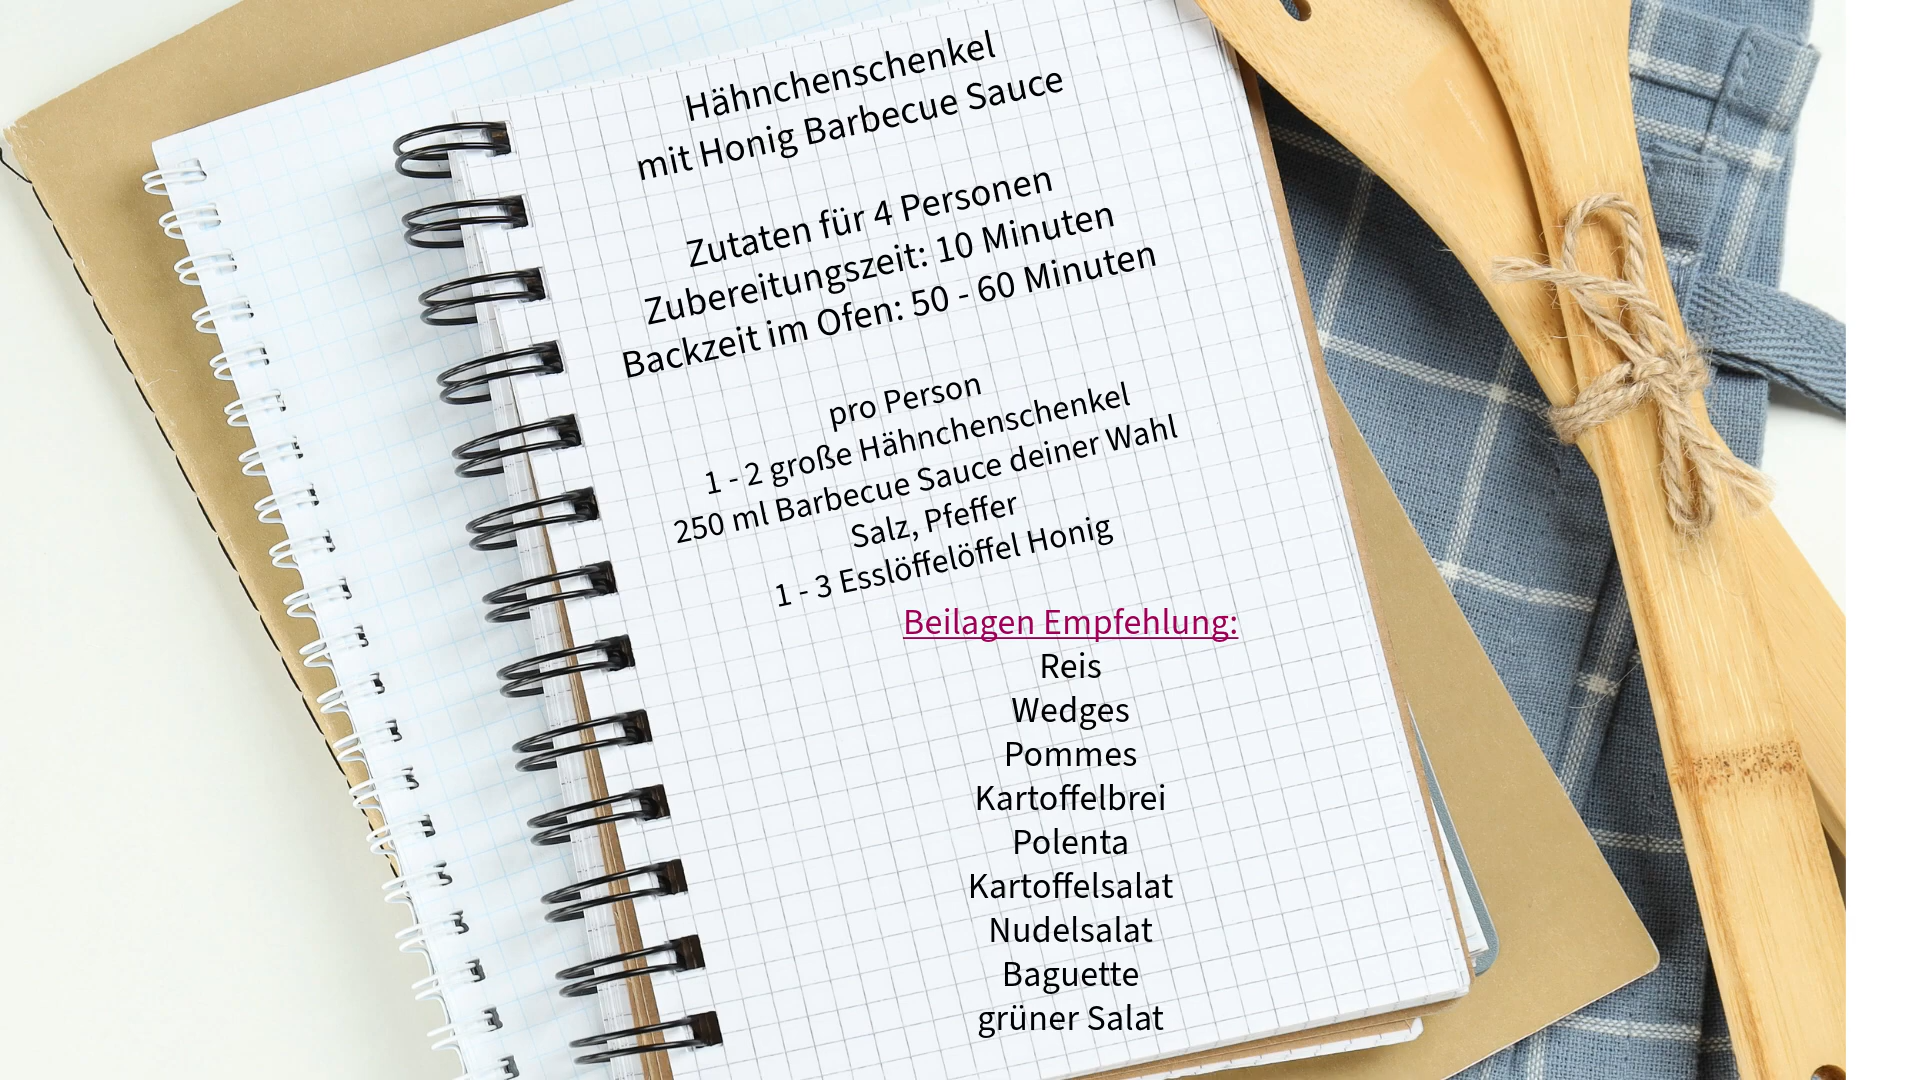 Hähnchenschenkel
mit Honig Barbecue Sauce
Zutaten für 4 Personen
Zubereitungszeit: 10 Minuten
Backzeit im Ofen: 50 - 60 Minuten
pro Person
1 - 2 große Hähnchenschenkel
250 ml Barbecue Sauce deiner Wahl
Salz, Pfeffer
1 - 3 Esslöffelöffel Honig
Beilagen Empfehlung:
Reis
Wedges
Pommes
Kartoffelbrei
Polenta
Kartoffelsalat
Nudelsalat
Baguette
grüner Salat